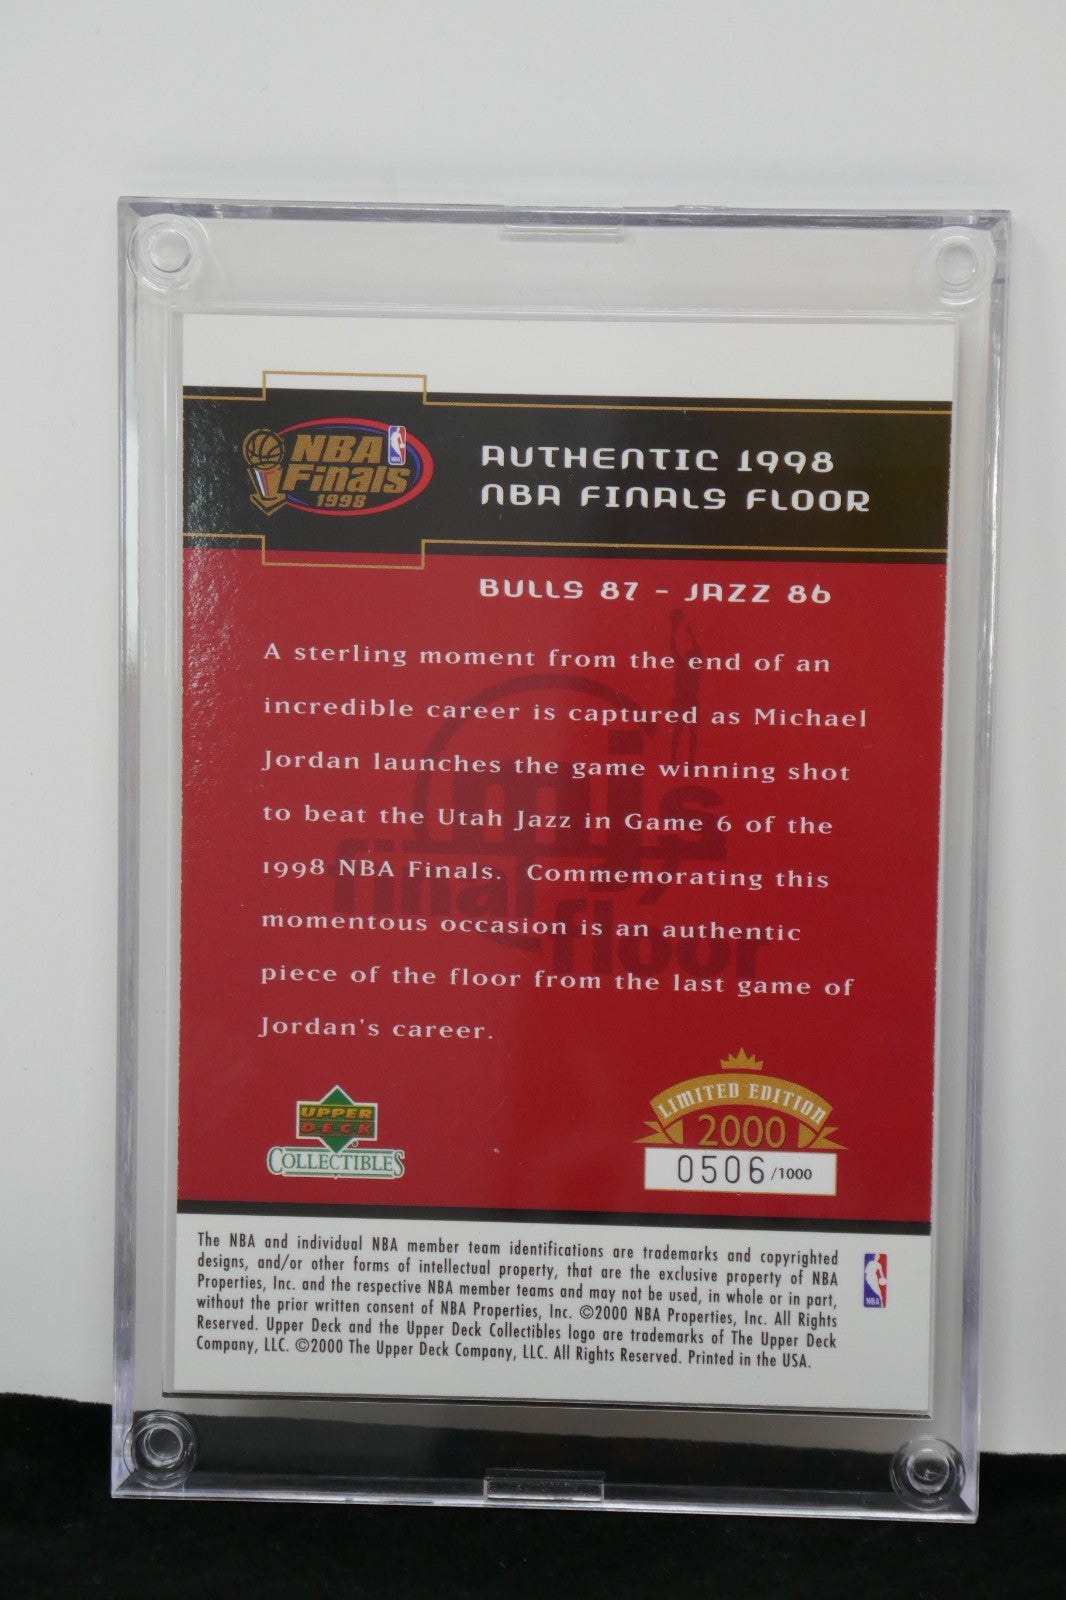 NBA
Finals
1998
NBA
AUTHENTIC 1998
NBA FINALS FLOOR
BULLS 87 - JAZZ 86
A sterling moment from the end of an
incredible career is captured as Michael
Jordan launches the game winning shot
to beat the Utah Jazz in Game 6 of the
1998 NBA Finals. Commemorating this
momentous occasion is an authentic
piece of the floor from the last game of
Jordan's career.
mj's
final
floor
UPPER
DECK
COLLECTIBLES
LIMITED EDITION
2000
0506/1000
The NBA and individual NBA member team identifications are trademarks and copyrighted
designs, and/or other forms of intellectual property, that are the exclusive property of NBA
Properties, Inc. and the respective NBA member teams and may not be used, in whole or in part,
without the prior written consent of NBA Properties, Inc. ©2000 NBA Properties, Inc. All Rights
Reserved. Upper Deck and the Upper Deck Collectibles logo are trademarks of The Upper Deck
Company, LLC. ©2000 The Upper Deck Company, LLC. All Rights Reserved. Printed in the USA.
NBA